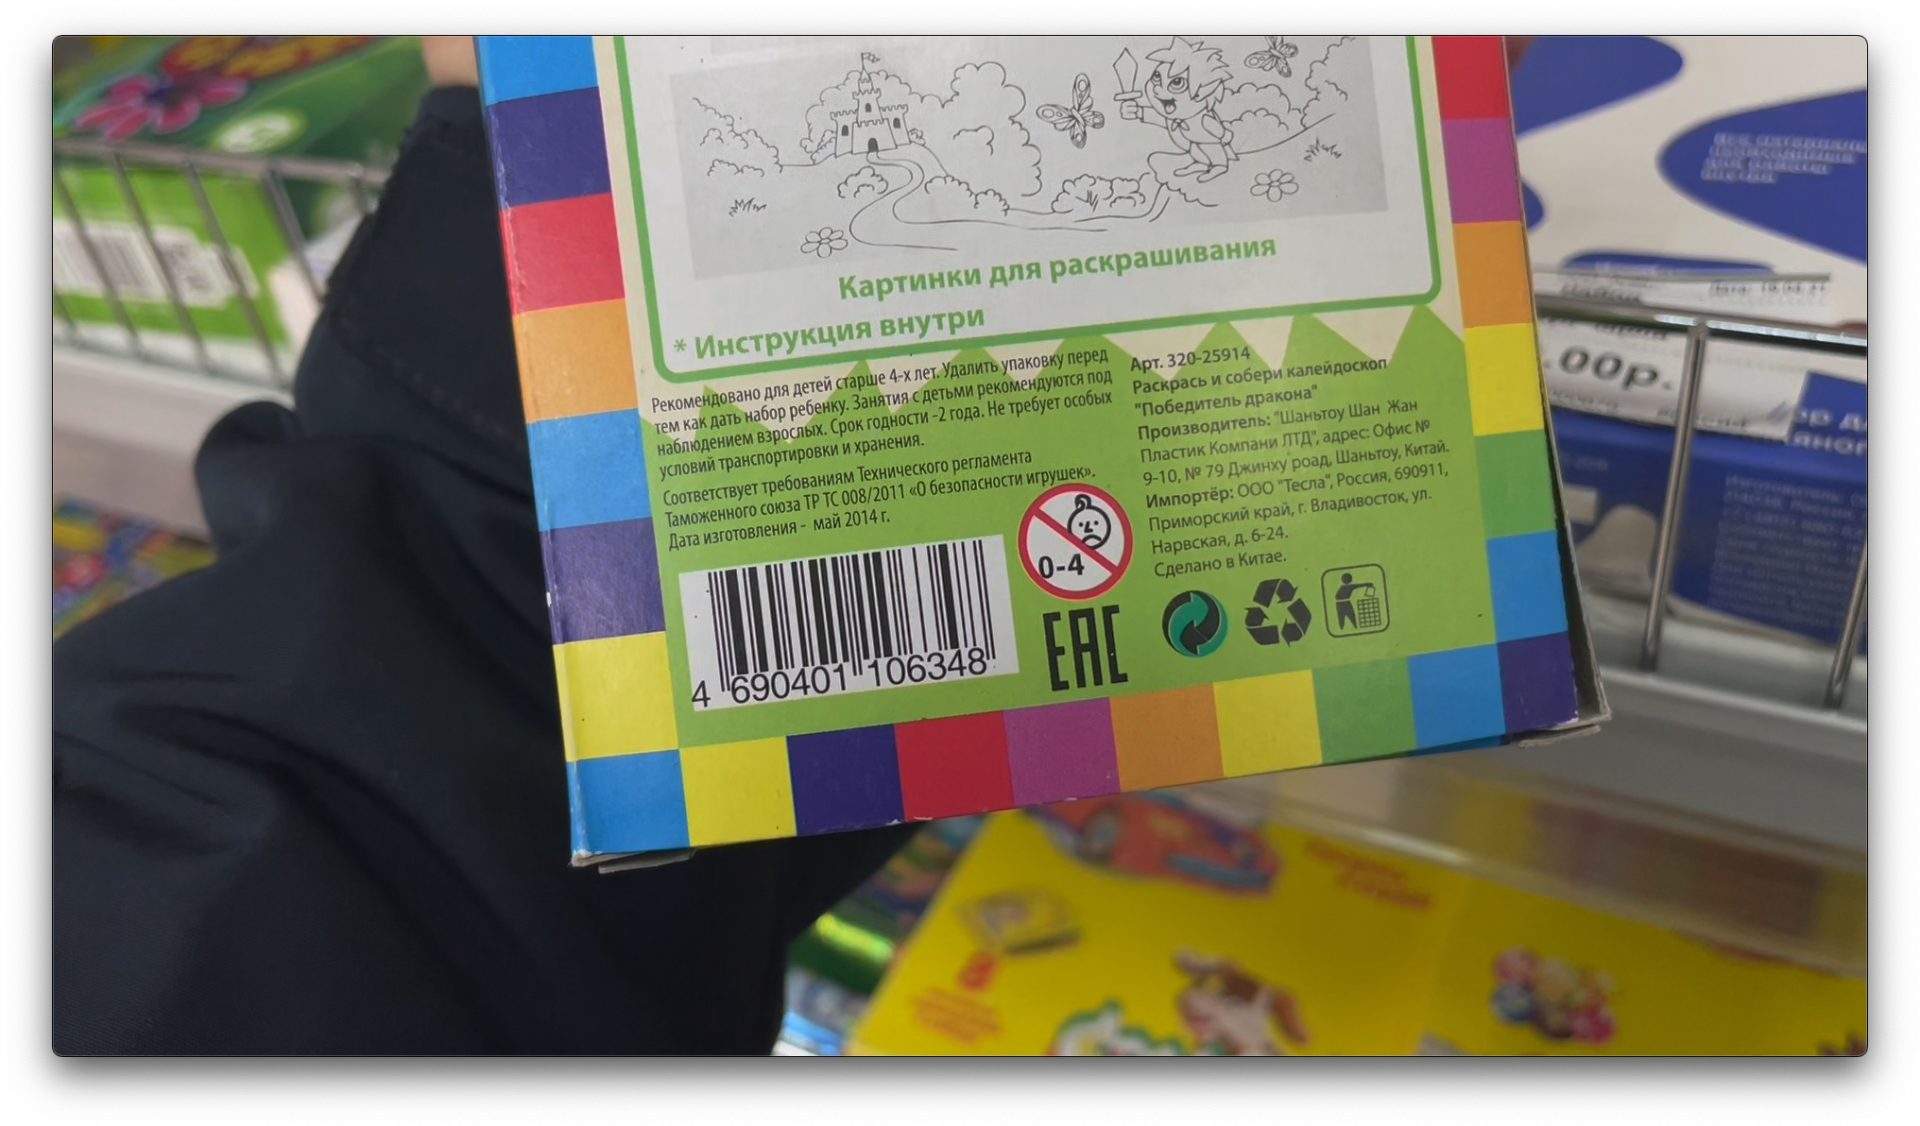 Картинки для раскрашивания
* Инструкция внутри
Рекомендовано для детей старше 4-х лет. Удалить упаковку перед
тем как дать набор ребенку. Занятия с детьми рекомендуются под
наблюдением взрослых. Срок годности -2 года. Не требует особых
условий транспортировки и хранения.
Соответствует требованиям Технического регламента
Таможенного союза ТР ТС 008/2011 «О безопасности игрушек».
Дата изготовления - май 2014 г.
4 690401 106348
0-4
EAC
Арт. 320-25914
Раскрась и собери калейдоскоп
"Победитель дракона"
Производитель: "Шаньтоу Шан Жан
Пластик Компани ЛТД", адрес: Офис №
9-10, № 79 Джинху роад, Шаньтоу, Китай.
Импортёр: ООО "Тесла", Россия, 690911,
Приморский край, г. Владивосток, ул.
Нарвская, д. 6-24.
Сделано в Китае.
.00р.